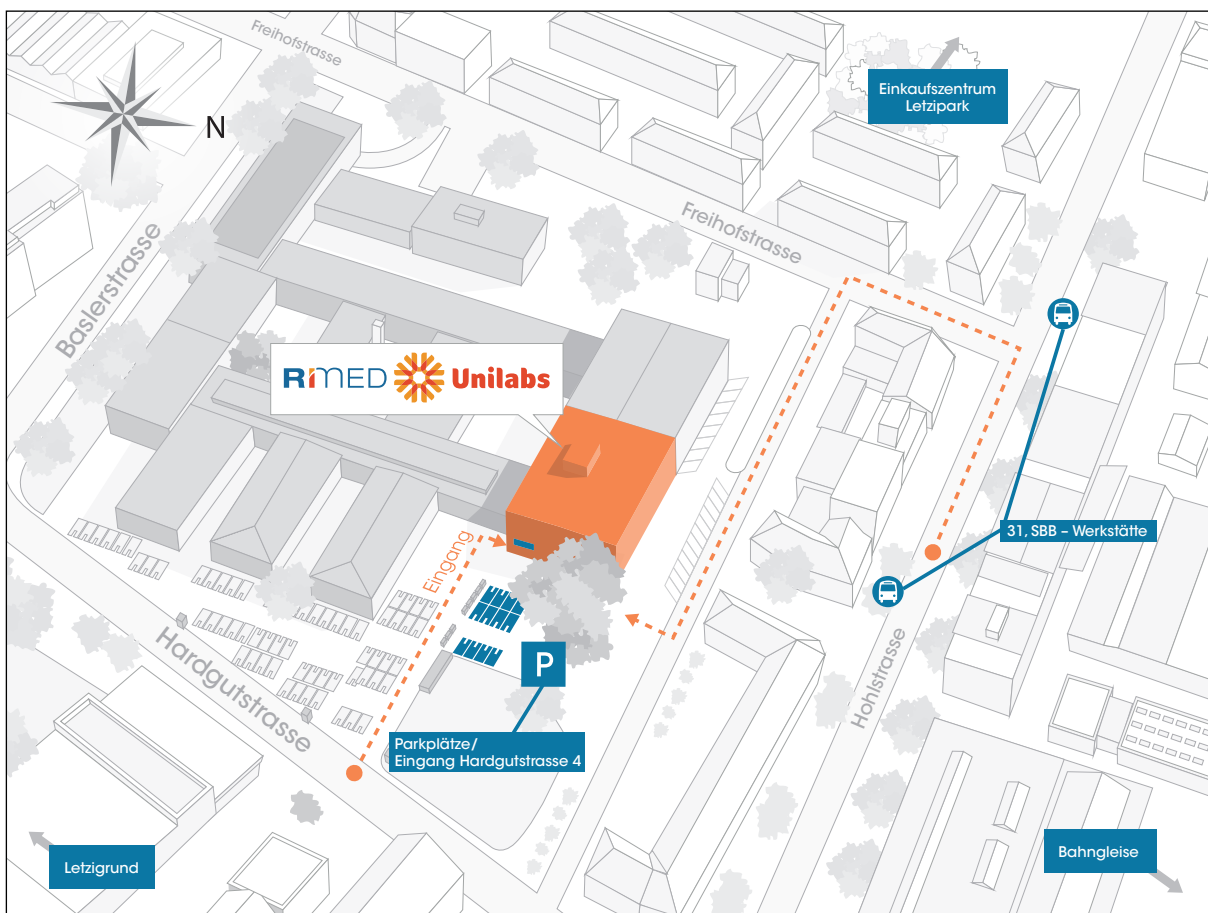 Freihofstrasse
Einkaufszentrum
Letzipark
N
Freihofstrasse
Baslerstrasse
RIMED Unilabs
31, SBB – Werkstätte
Eingang
P
Hardgutstrasse
Hohlstrasse
Parkplätze/
Eingang Hardgutstrasse 4
Letzigrund
Bahngleise